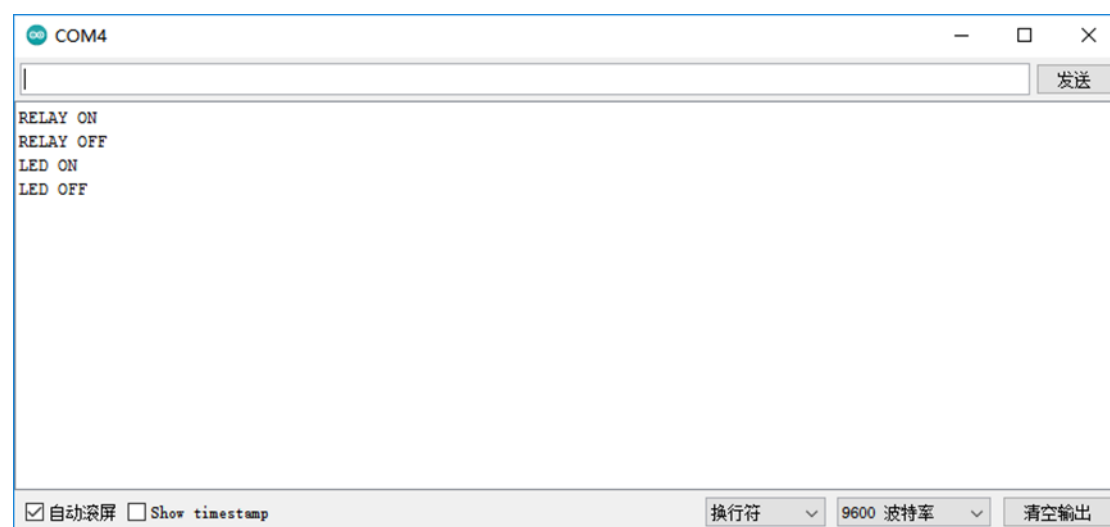 COM4
发送
RELAY ON
RELAY OFF
LED ON
LED OFF
自动滚屏 Show timestamp 换行符 9600 波特率 清空输出